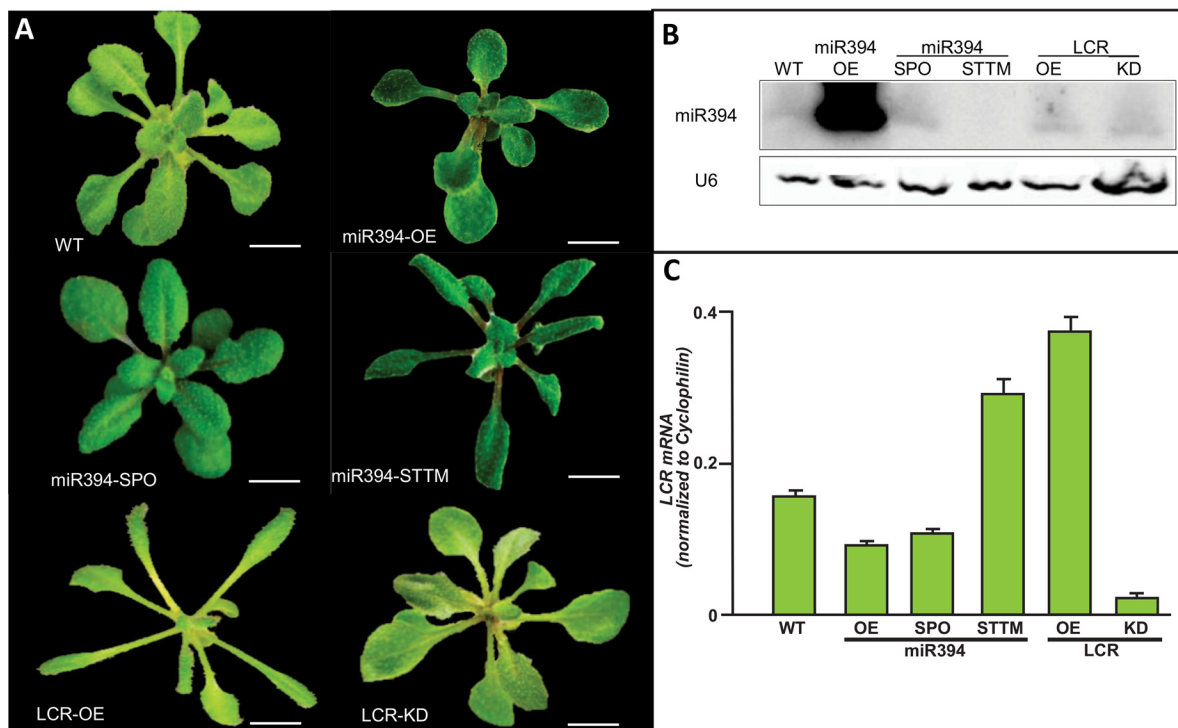 A
WT
miR394-OE
miR394-SPO
miR394-STTM
LCR-OE
LCR-KD
B
miR394 miR394 LCR
WT OE SPO STTM OE KD
miR394
U6
C
LCR mRNA
(normalized to Cyclophilin)
0.4
0.2
0
WT OE SPO STTM OE KD
miR394 LCR